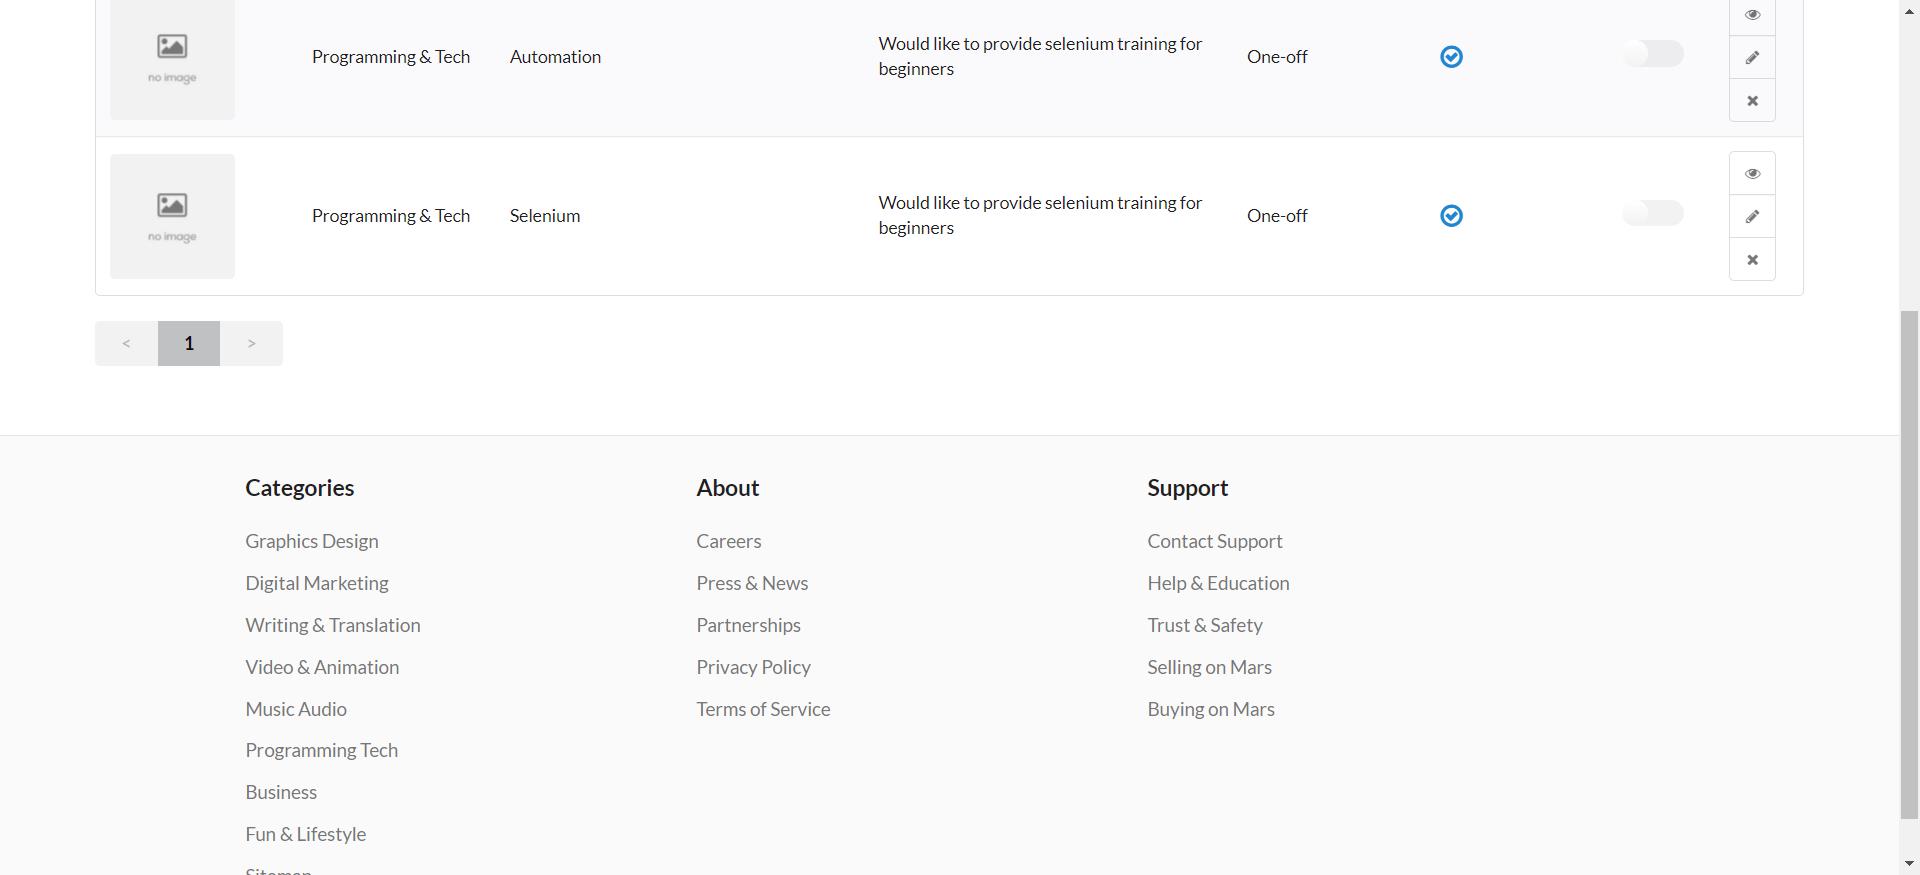 no image
Programming & Tech
Automation
Would like to provide selenium training for
beginners
One-off
no image
Programming & Tech
Selenium
Would like to provide selenium training for
beginners
One-off
< 1 >
Categories
Graphics Design
Digital Marketing
Writing & Translation
Video & Animation
Music Audio
Programming Tech
Business
Fun & Lifestyle
Sitemap
About
Careers
Press & News
Partnerships
Privacy Policy
Terms of Service
Support
Contact Support
Help & Education
Trust & Safety
Selling on Mars
Buying on Mars